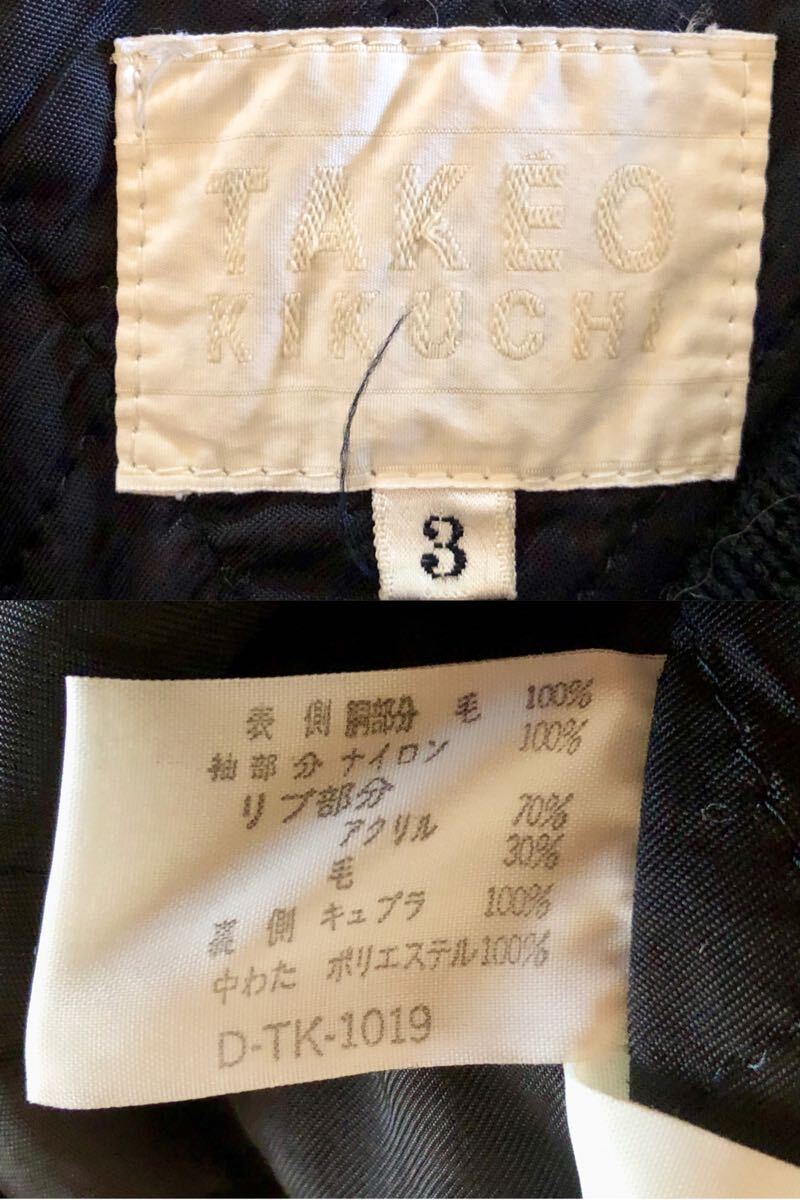 TAKÉO
KIKUCHI
3
表側 胴部分 毛 100%
袖部分 ナイロン 100%
リブ部分
アクリル 70%
毛 30%
裏側 キュプラ 100%
中わた ポリエステル100%
D-TK-1019